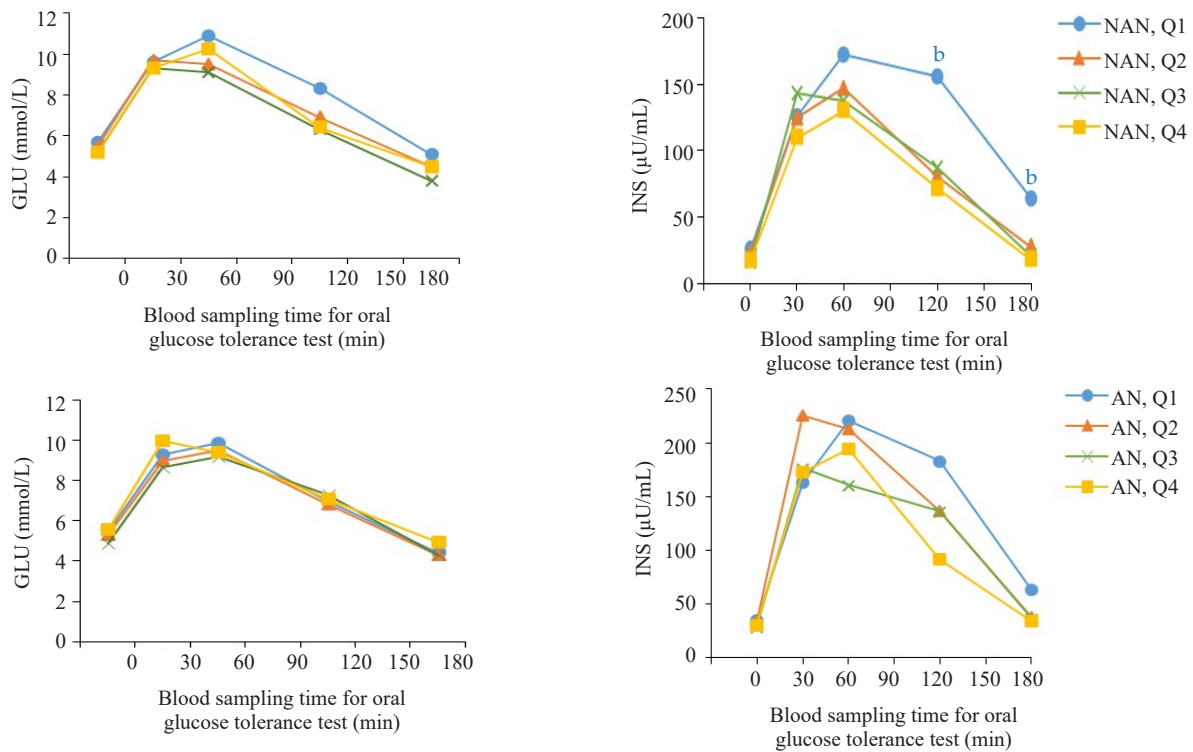 12
10
8
6
4
2
0
GLU (mmol/L)
0 30 60 90 120 150 180
Blood sampling time for oral
glucose tolerance test (min)
200
150
100
50
0
INS (μU/mL)
b
b
0 30 60 90 120 150 180
Blood sampling time for oral
glucose tolerance test (min)
NAN, Q1
NAN, Q2
NAN, Q3
NAN, Q4
12
10
8
6
4
2
0
GLU (mmol/L)
0 30 60 90 120 150 180
Blood sampling time for oral
glucose tolerance test (min)
250
200
150
100
50
0
INS (μU/mL)
0 30 60 90 120 150 180
Blood sampling time for oral
glucose tolerance test (min)
AN, Q1
AN, Q2
AN, Q3
AN, Q4